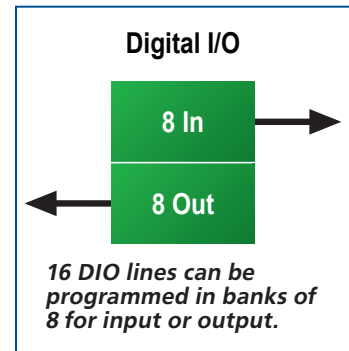 Digital I/O
8 In
8 Out
16 DIO lines can be
programmed in banks of
8 for input or output.